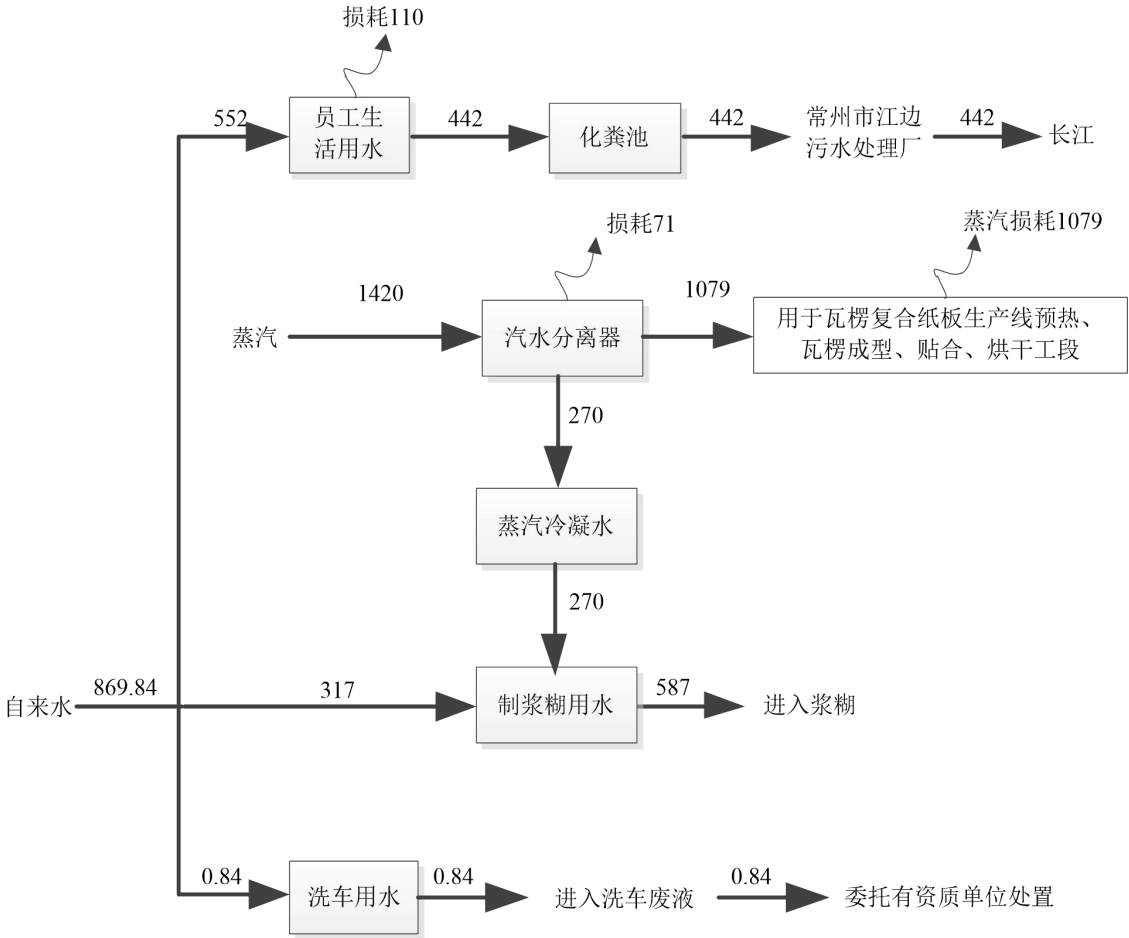 损耗110
552
员工生
活用水
442
化粪池
442
常州市江边
污水处理厂
442
长江
损耗71
蒸汽损耗1079
蒸汽
1420
汽水分离器
1079
用于瓦楞复合纸板生产线预热、
瓦楞成型、贴合、烘干工段
270
蒸汽冷凝水
270
自来水
869.84
317
制浆糊用水
587
进入浆糊
0.84
洗车用水
0.84
进入洗车废液
0.84
委托有资质单位处置